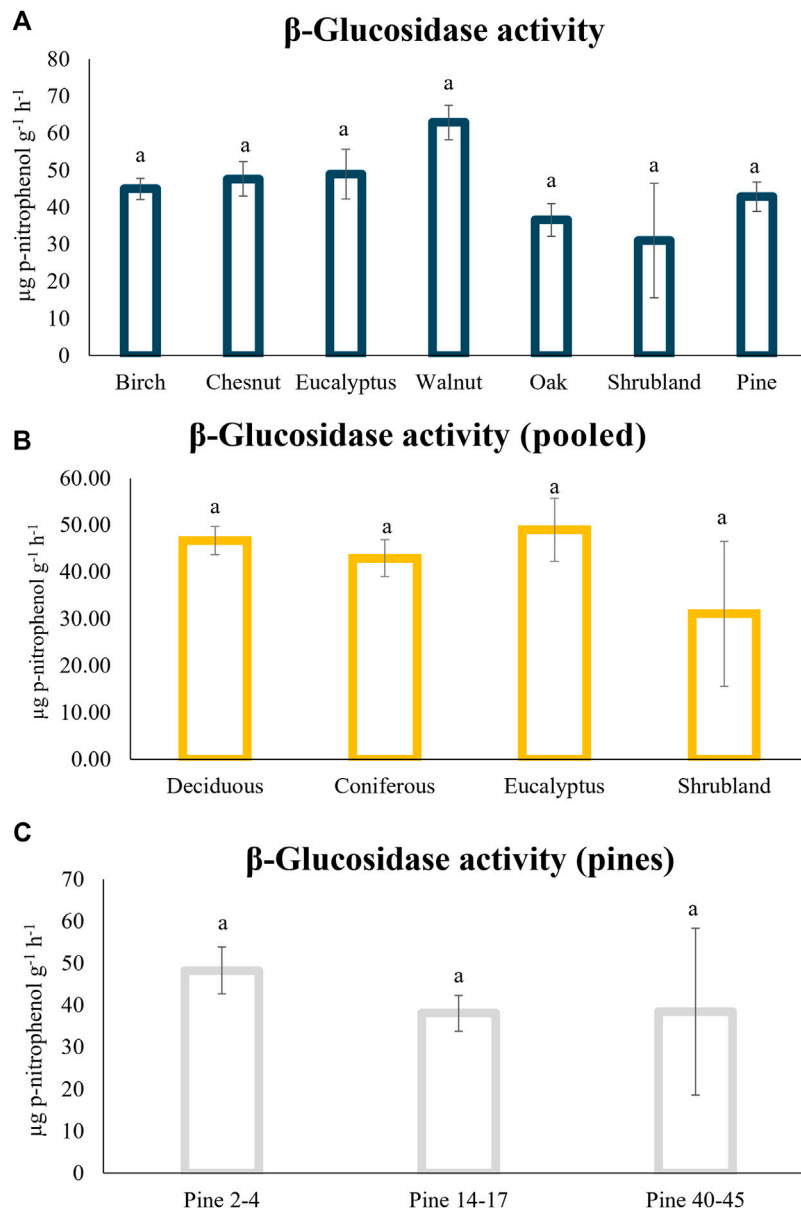 A
β-Glucosidase activity
µg p-nitrophenol g⁻¹ h⁻¹
80
70
60
50
40
30
20
10
0
a a a a a a a
Birch Chesnut Eucalyptus Walnut Oak Shrubland Pine
B
β-Glucosidase activity (pooled)
µg p-nitrophenol g⁻¹ h⁻¹
60.00
50.00
40.00
30.00
20.00
10.00
0.00
a a a a
Deciduous Coniferous Eucalyptus Shrubland
C
β-Glucosidase activity (pines)
µg p-nitrophenol g⁻¹ h⁻¹
70
60
50
40
30
20
10
0
a a a
Pine 2-4 Pine 14-17 Pine 40-45